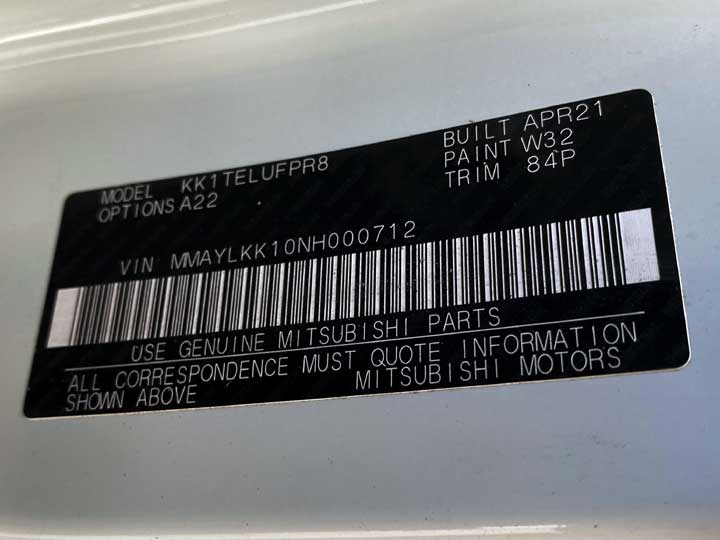 MODEL KK1TELUFPR8
OPTIONS A22
BUILT APR21
PAINT W32
TRIM 84P
VIN MMAYLKK10NH000712
USE GENUINE MITSUBISHI PARTS
ALL CORRESPONDENCE MUST QUOTE INFORMATION
SHOWN ABOVE MITSUBISHI MOTORS